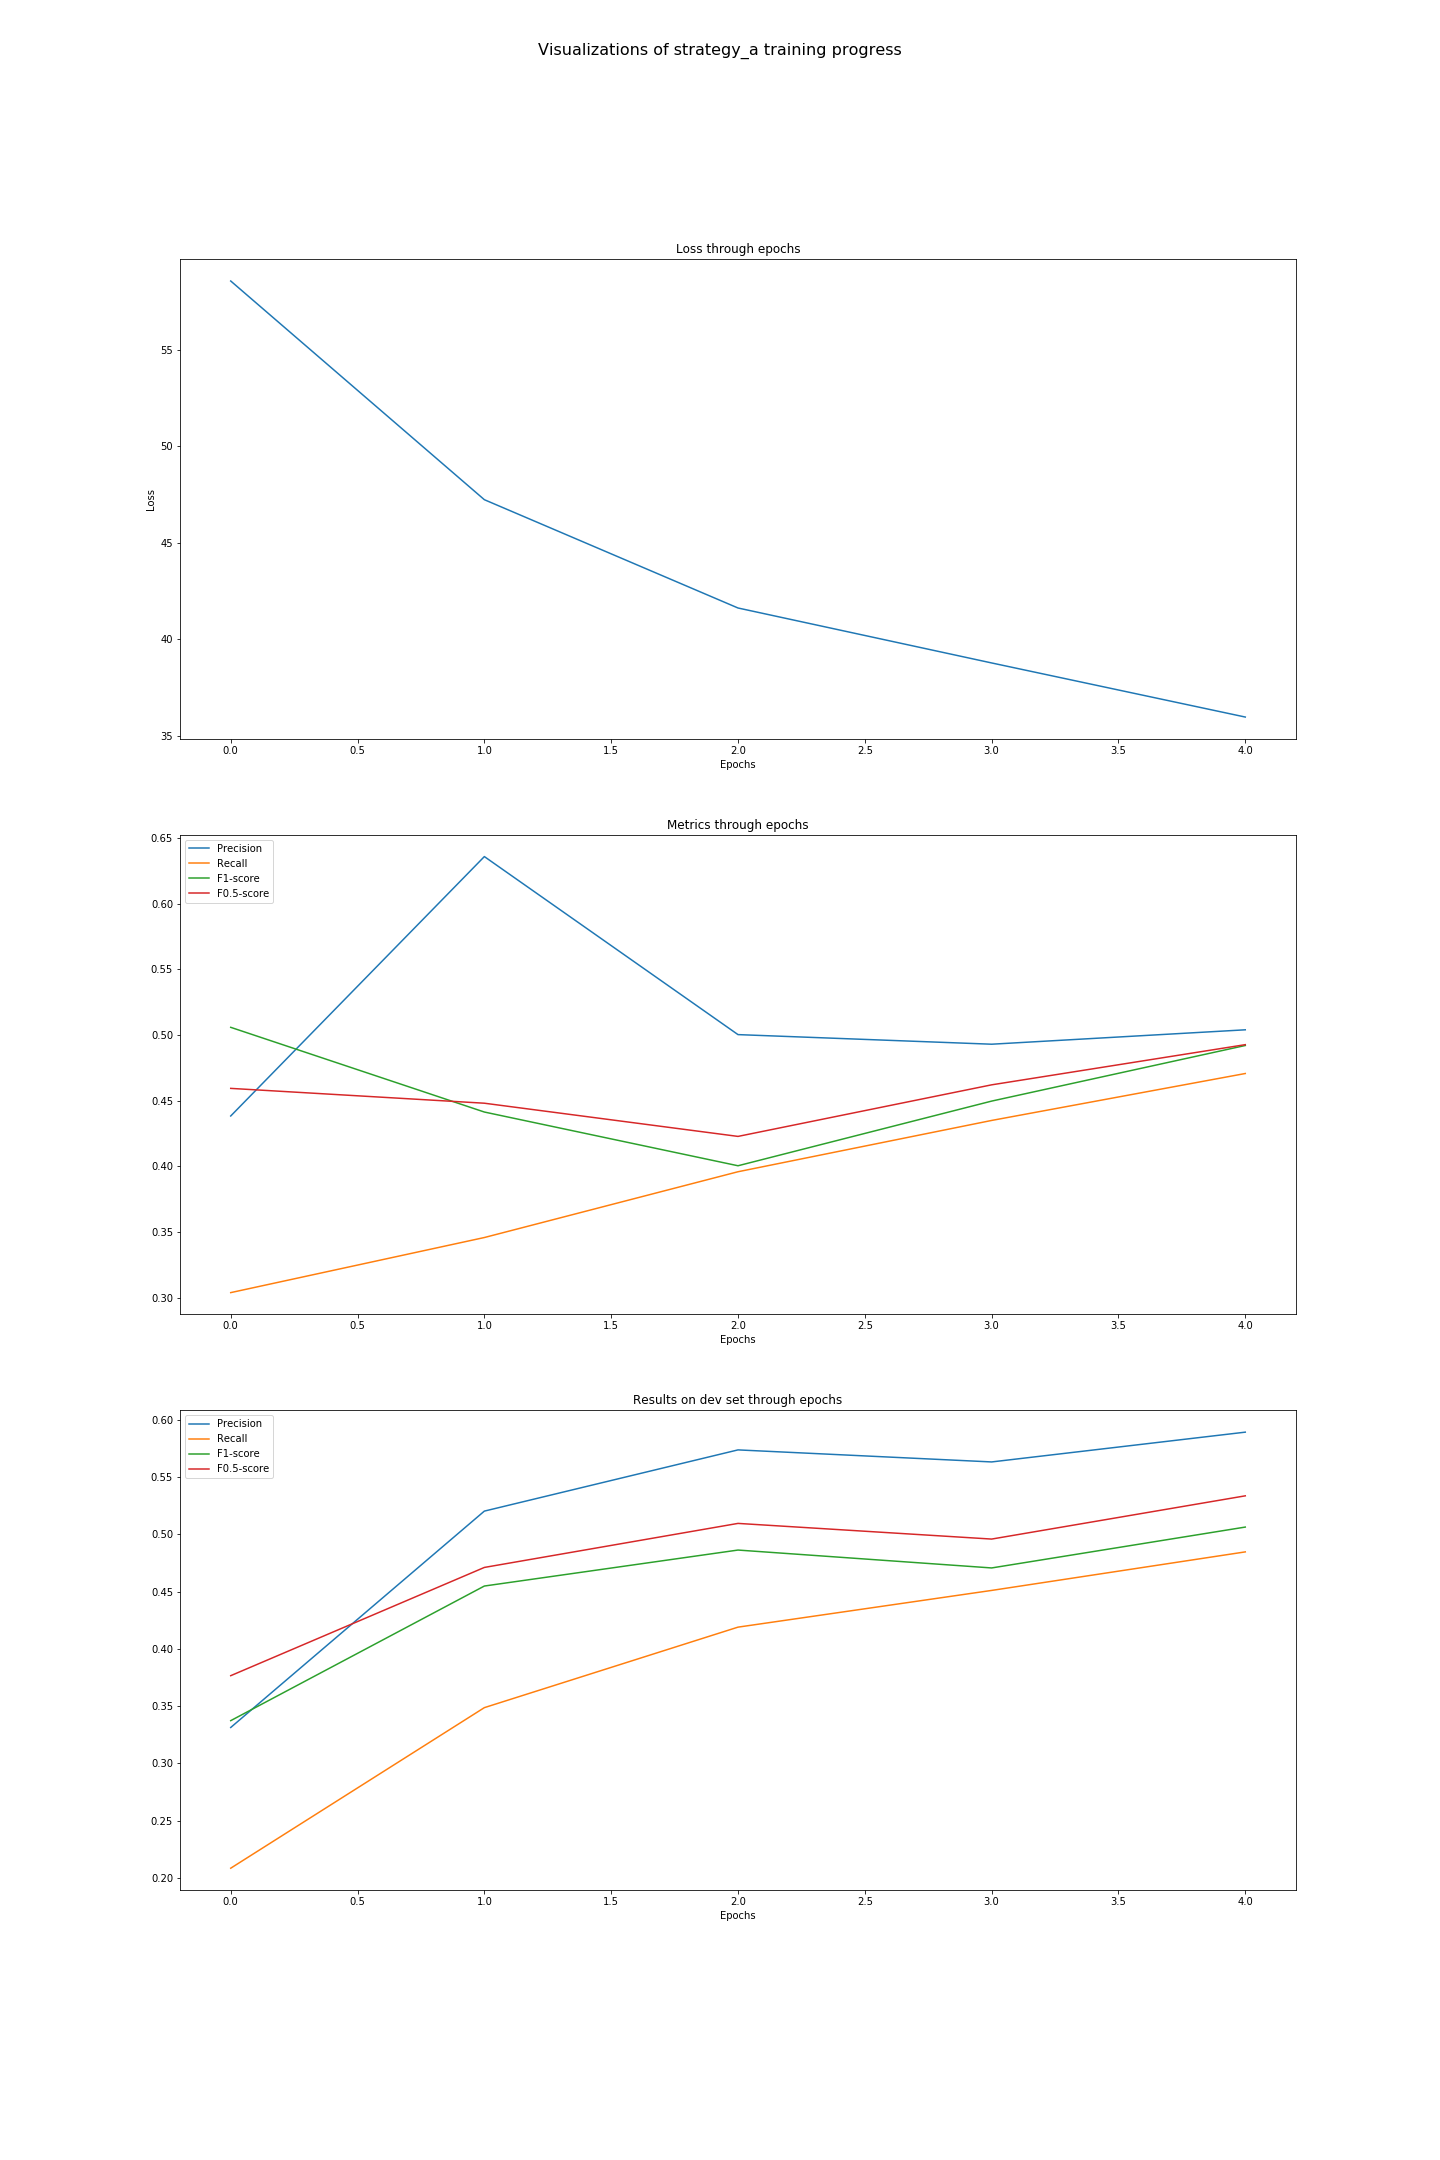 Visualizations of strategy_a training progress
Loss through epochs
55
50
45
40
35
Loss
0.0 0.5 1.0 1.5 2.0 2.5 3.0 3.5 4.0
Epochs
Metrics through epochs
Precision
Recall
F1-score
F0.5-score
0.65
0.60
0.55
0.50
0.45
0.40
0.35
0.30
0.0 0.5 1.0 1.5 2.0 2.5 3.0 3.5 4.0
Epochs
Results on dev set through epochs
Precision
Recall
F1-score
F0.5-score
0.60
0.55
0.50
0.45
0.40
0.35
0.30
0.25
0.20
0.0 0.5 1.0 1.5 2.0 2.5 3.0 3.5 4.0
Epochs